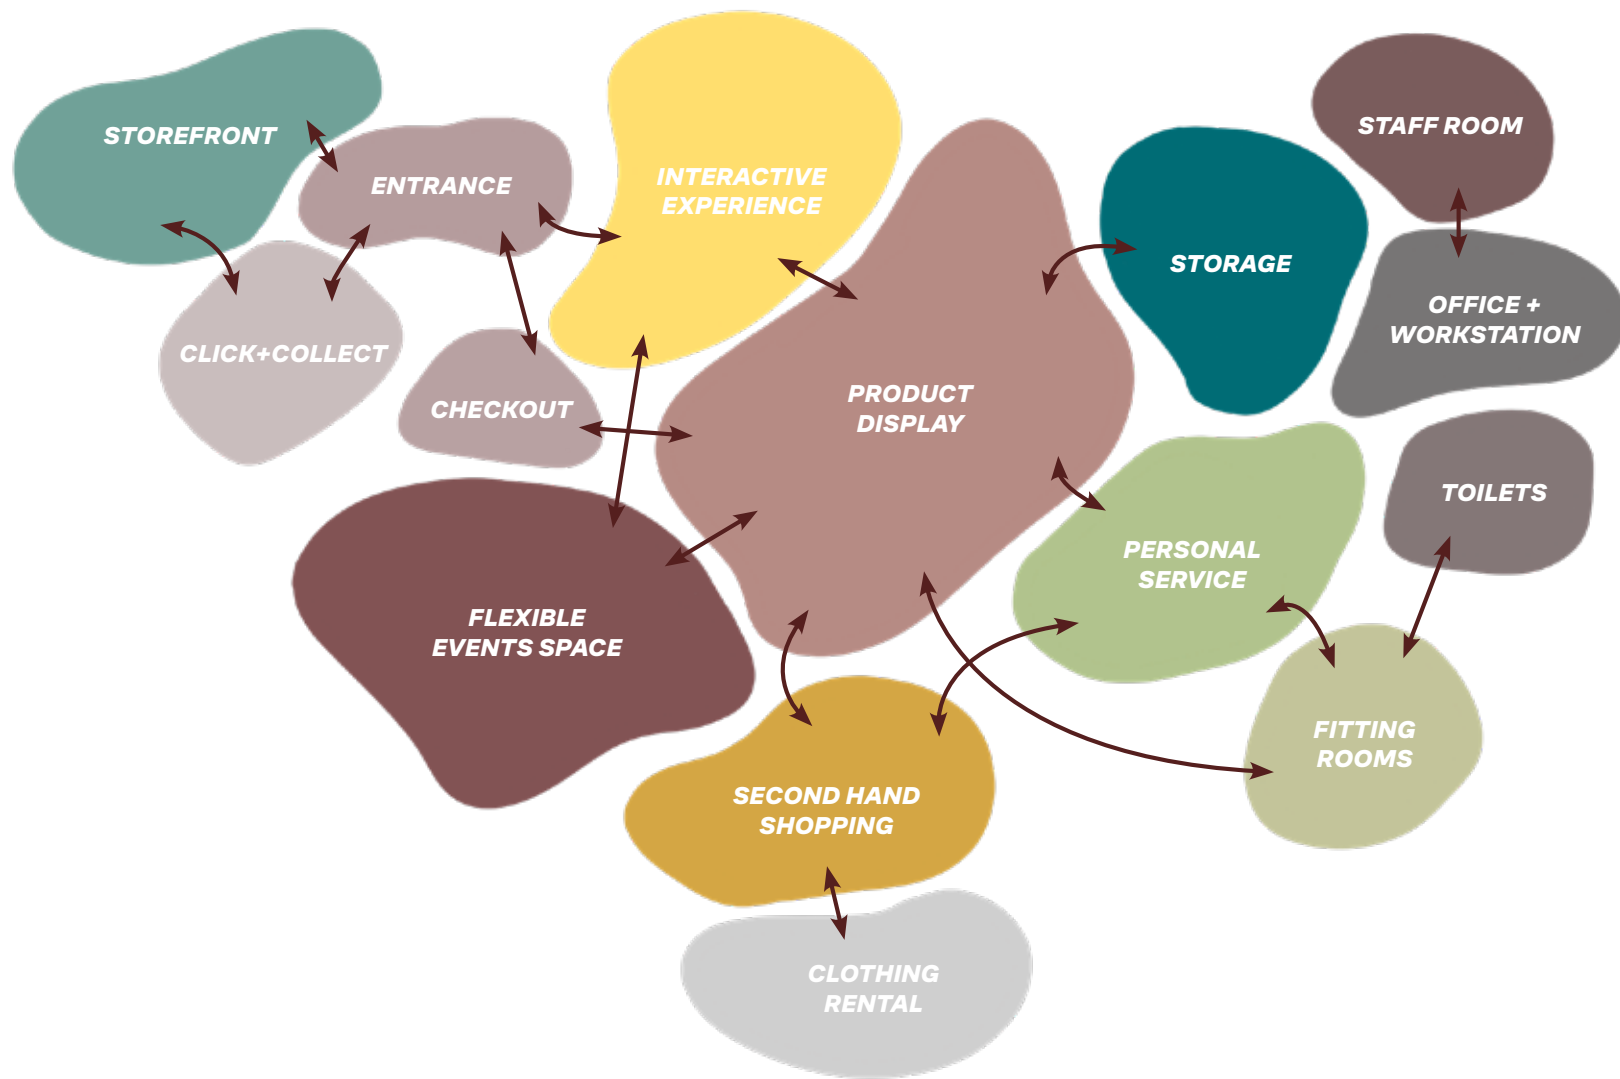 STOREFRONT
ENTRANCE
INTERACTIVE
EXPERIENCE
STAFF ROOM
STORAGE
OFFICE +
WORKSTATION
CLICK+COLLECT
CHECKOUT
PRODUCT
DISPLAY
TOILETS
PERSONAL
SERVICE
FLEXIBLE
EVENTS SPACE
FITTING
ROOMS
SECOND HAND
SHOPPING
CLOTHING
RENTAL